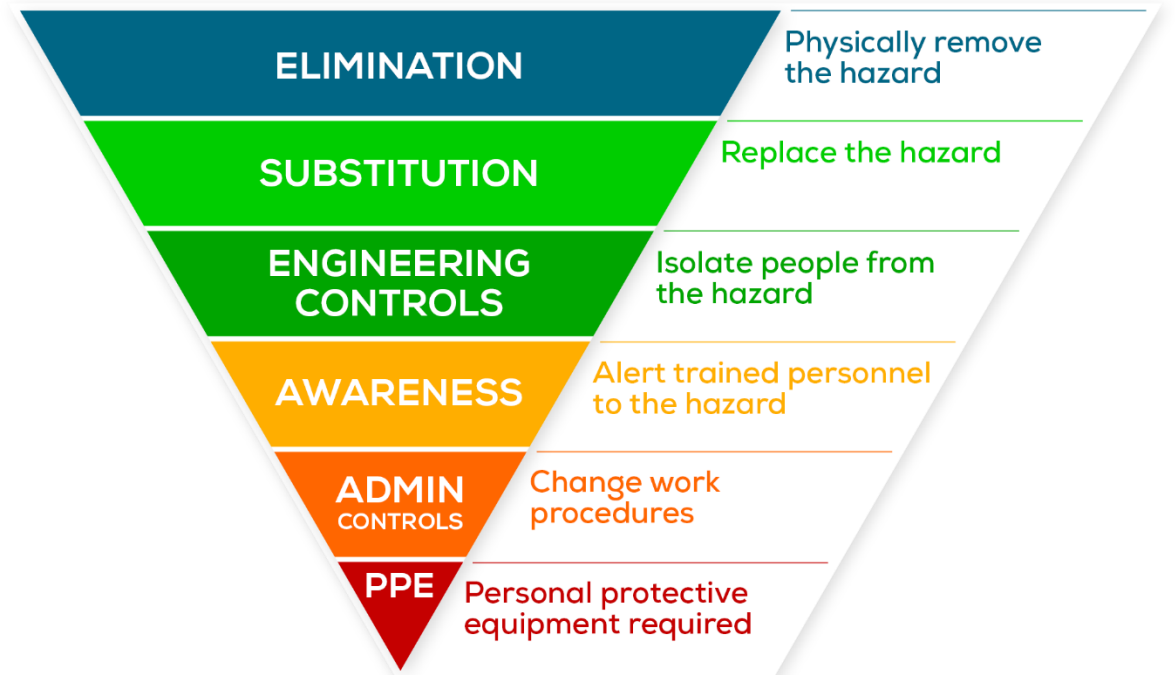 ELIMINATION
Physically remove
the hazard
SUBSTITUTION
Replace the hazard
ENGINEERING
CONTROLS
Isolate people from
the hazard
AWARENESS
Alert trained personnel
to the hazard
ADMIN
CONTROLS
Change work
procedures
PPE
Personal protective
equipment required